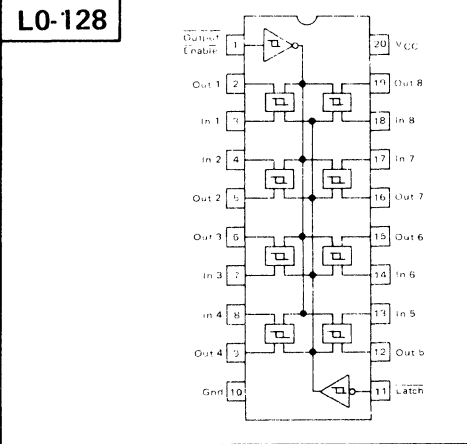 LO-128
Output
Enable 1
20 VCC
Out 1 2
19 Out 8
In 1 3
18 In 8
In 2 4
17 In 7
Out 2 5
16 Out 7
Out 3 6
15 Out 6
In 3 7
14 In 6
In 4 8
13 In 5
Out 4 9
12 Out 5
Gnd 10
11 Latch